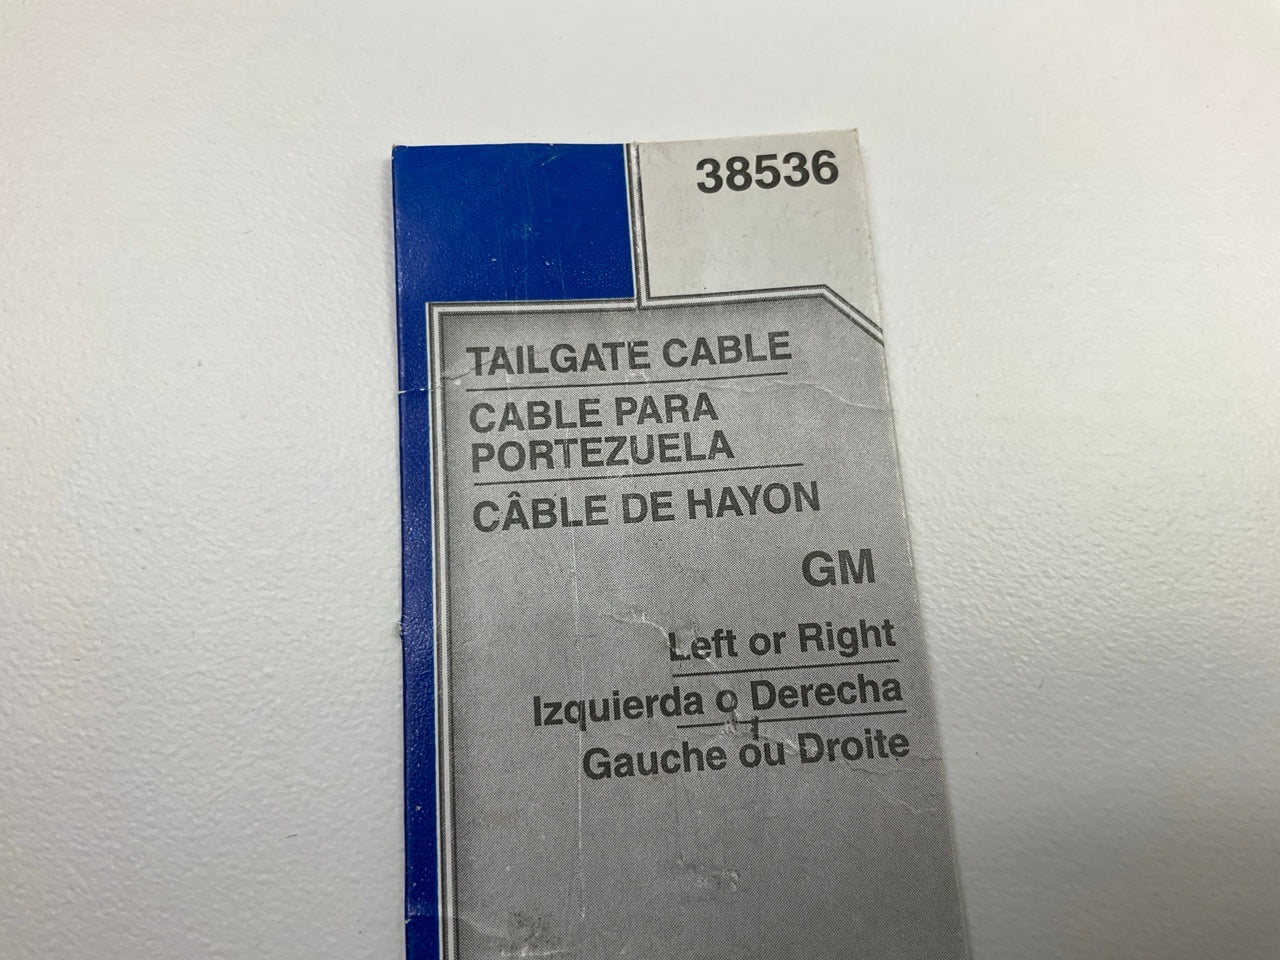 38536
TAILGATE CABLE
CABLE PARA
PORTEZUELA
CÂBLE DE HAYON
GM
Left or Right
Izquierda o Derecha
Gauche ou Droite